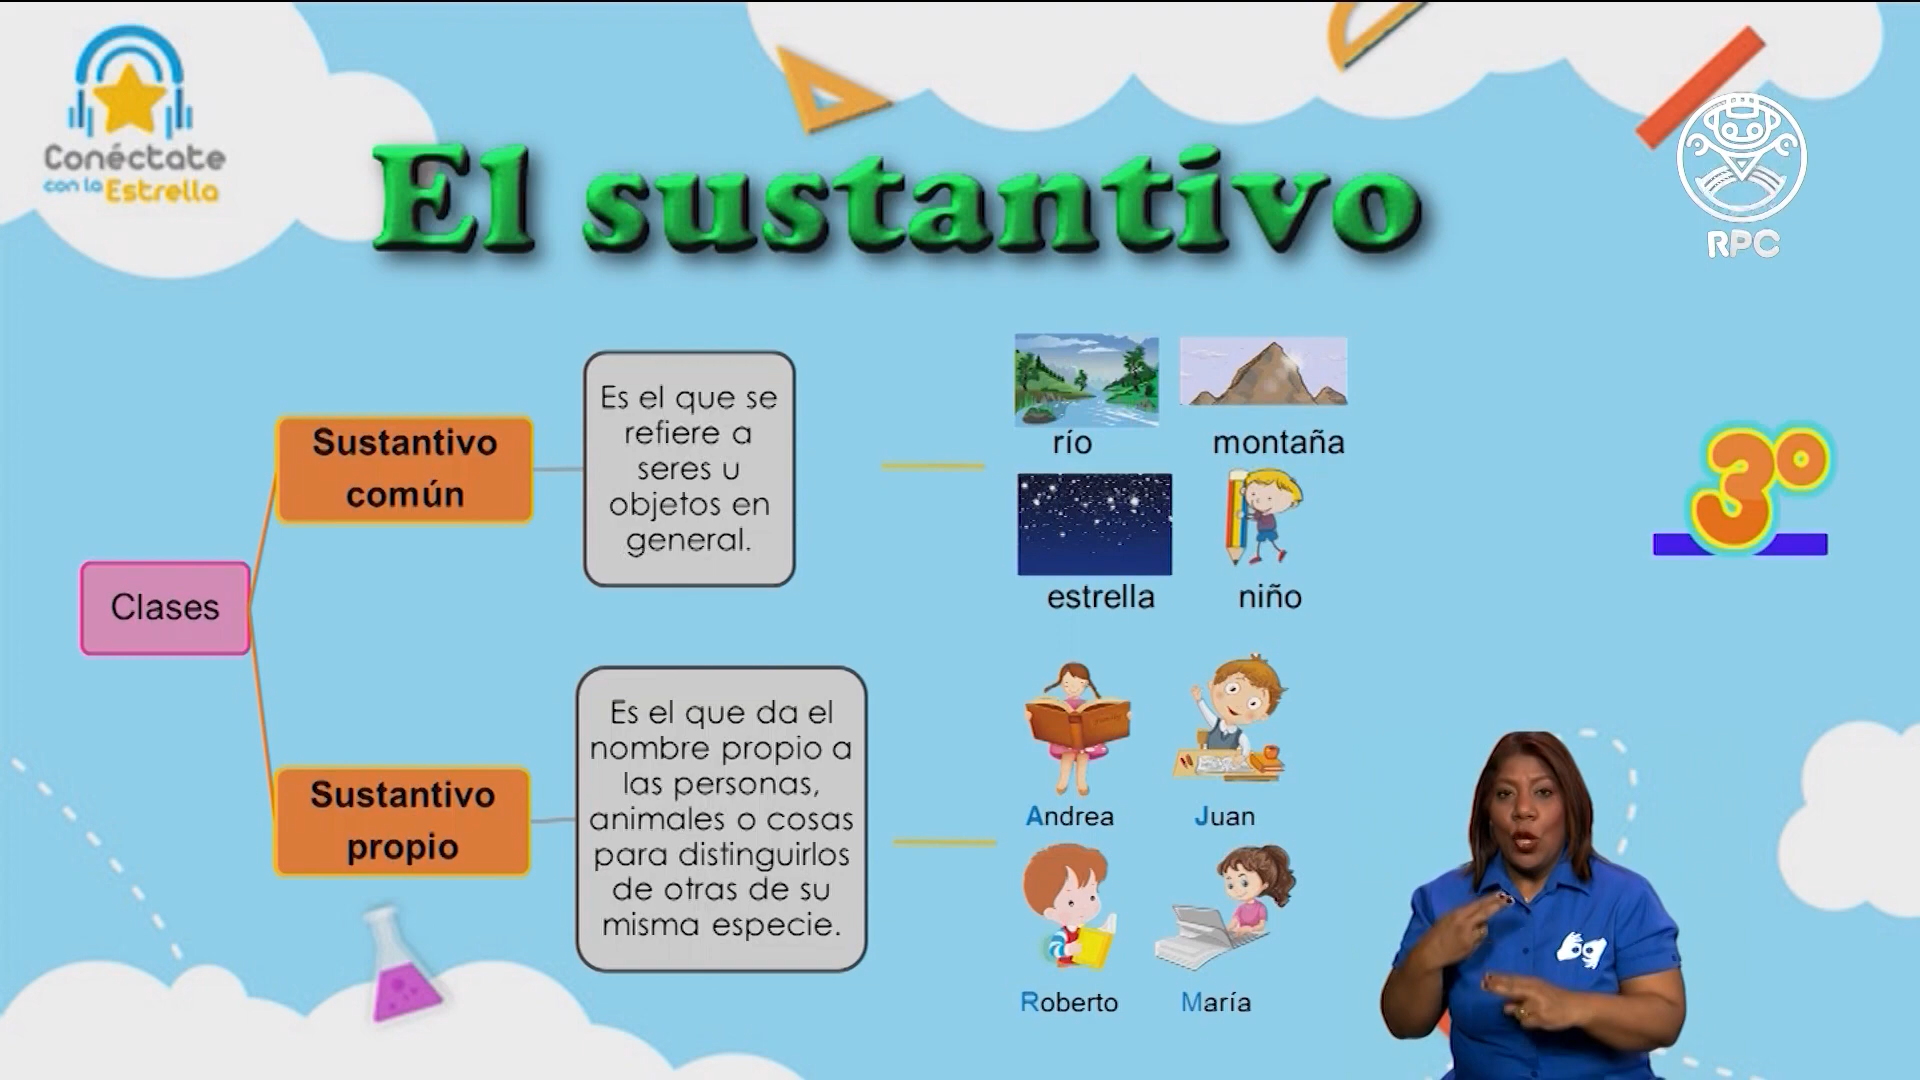 Conéctate
con la Estrella
El sustantivo
RPC
Clases
Sustantivo
común
Es el que se
refiere a
seres u
objetos en
general.
río
montaña
estrella
niño
3º
Sustantivo
propio
Es el que da el
nombre propio a
las personas,
animales o cosas
para distinguirlos
de otras de su
misma especie.
Andrea
Juan
Roberto
María